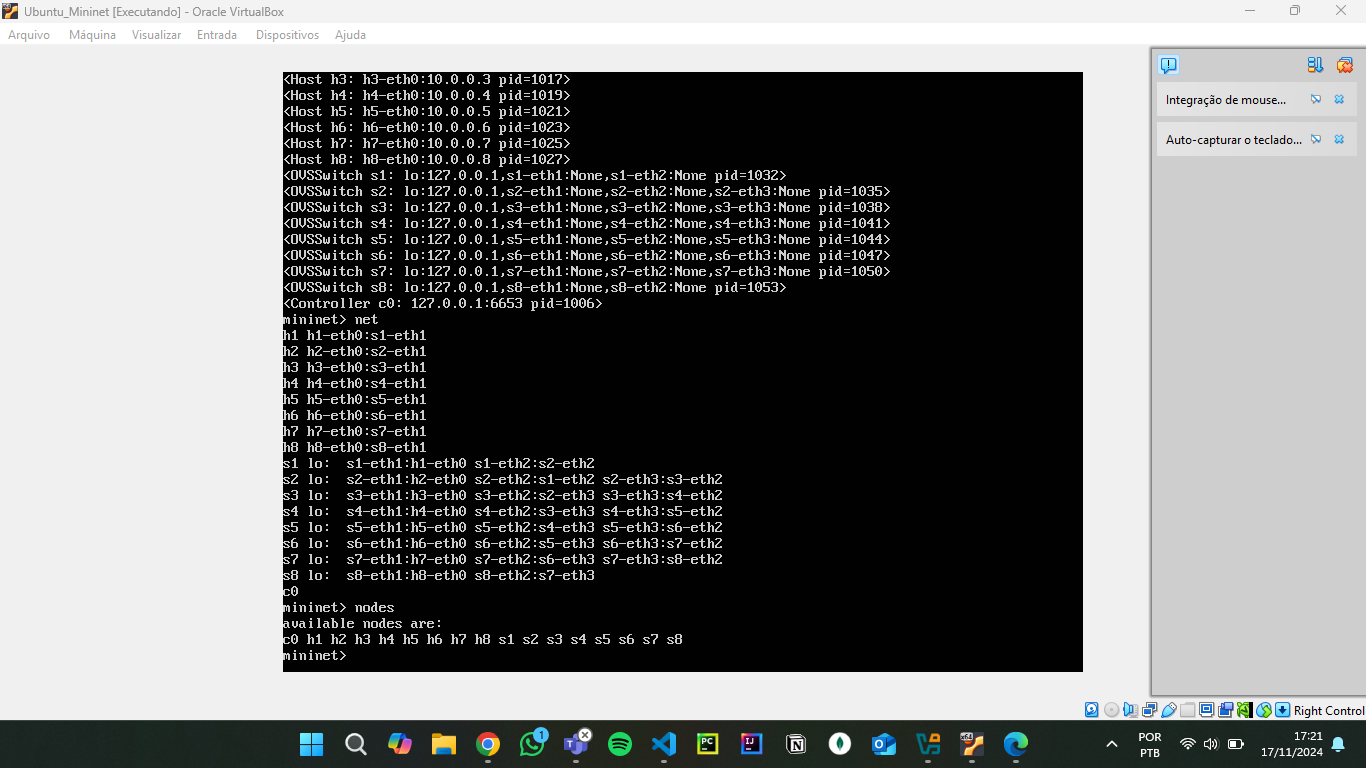 Ubuntu_Mininet [Executando] - Oracle VirtualBox
Arquivo Máquina Visualizar Entrada Dispositivos Ajuda
<Host h3: h3-eth0:10.0.0.3 pid=1017>
<Host h4: h4-eth0:10.0.0.4 pid=1019>
<Host h5: h5-eth0:10.0.0.5 pid=1021>
<Host h6: h6-eth0:10.0.0.6 pid=1023>
<Host h7: h7-eth0:10.0.0.7 pid=1025>
<Host h8: h8-eth0:10.0.0.8 pid=1027>
<OVSSwitch s1: lo:127.0.0.1,s1-eth1:None,s1-eth2:None pid=1032>
<OVSSwitch s2: lo:127.0.0.1,s2-eth1:None,s2-eth2:None,s2-eth3:None pid=1035>
<OVSSwitch s3: lo:127.0.0.1,s3-eth1:None,s3-eth2:None,s3-eth3:None pid=1038>
<OVSSwitch s4: lo:127.0.0.1,s4-eth1:None,s4-eth2:None,s4-eth3:None pid=1041>
<OVSSwitch s5: lo:127.0.0.1,s5-eth1:None,s5-eth2:None,s5-eth3:None pid=1044>
<OVSSwitch s6: lo:127.0.0.1,s6-eth1:None,s6-eth2:None,s6-eth3:None pid=1047>
<OVSSwitch s7: lo:127.0.0.1,s7-eth1:None,s7-eth2:None,s7-eth3:None pid=1050>
<OVSSwitch s8: lo:127.0.0.1,s8-eth1:None,s8-eth2:None pid=1053>
<Controller c0: 127.0.0.1:6653 pid=1006>
mininet> net
h1 h1-eth0:s1-eth1
h2 h2-eth0:s2-eth1
h3 h3-eth0:s3-eth1
h4 h4-eth0:s4-eth1
h5 h5-eth0:s5-eth1
h6 h6-eth0:s6-eth1
h7 h7-eth0:s7-eth1
h8 h8-eth0:s8-eth1
s1 lo:  s1-eth1:h1-eth0 s1-eth2:s2-eth2
s2 lo:  s2-eth1:h2-eth0 s2-eth2:s1-eth2 s2-eth3:s3-eth2
s3 lo:  s3-eth1:h3-eth0 s3-eth2:s2-eth3 s3-eth3:s4-eth2
s4 lo:  s4-eth1:h4-eth0 s4-eth2:s3-eth3 s4-eth3:s5-eth2
s5 lo:  s5-eth1:h5-eth0 s5-eth2:s4-eth3 s5-eth3:s6-eth2
s6 lo:  s6-eth1:h6-eth0 s6-eth2:s5-eth3 s6-eth3:s7-eth2
s7 lo:  s7-eth1:h7-eth0 s7-eth2:s6-eth3 s7-eth3:s8-eth2
s8 lo:  s8-eth1:h8-eth0 s8-eth2:s7-eth3
c0
mininet> nodes
available nodes are:
c0 h1 h2 h3 h4 h5 h6 h7 h8 s1 s2 s3 s4 s5 s6 s7 s8
mininet>
Integração de mouse...
Auto-capturar o teclado...
Right Control
1
PC
IJ
POR
PTB
17:21
17/11/2024